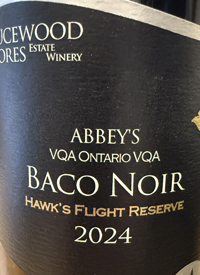 UCEWOOD
ORES ESTATE WINERY
ABBEY'S
VQA ONTARIO VQA
BACO NOIR
HAWK'S FLIGHT RESERVE
2024